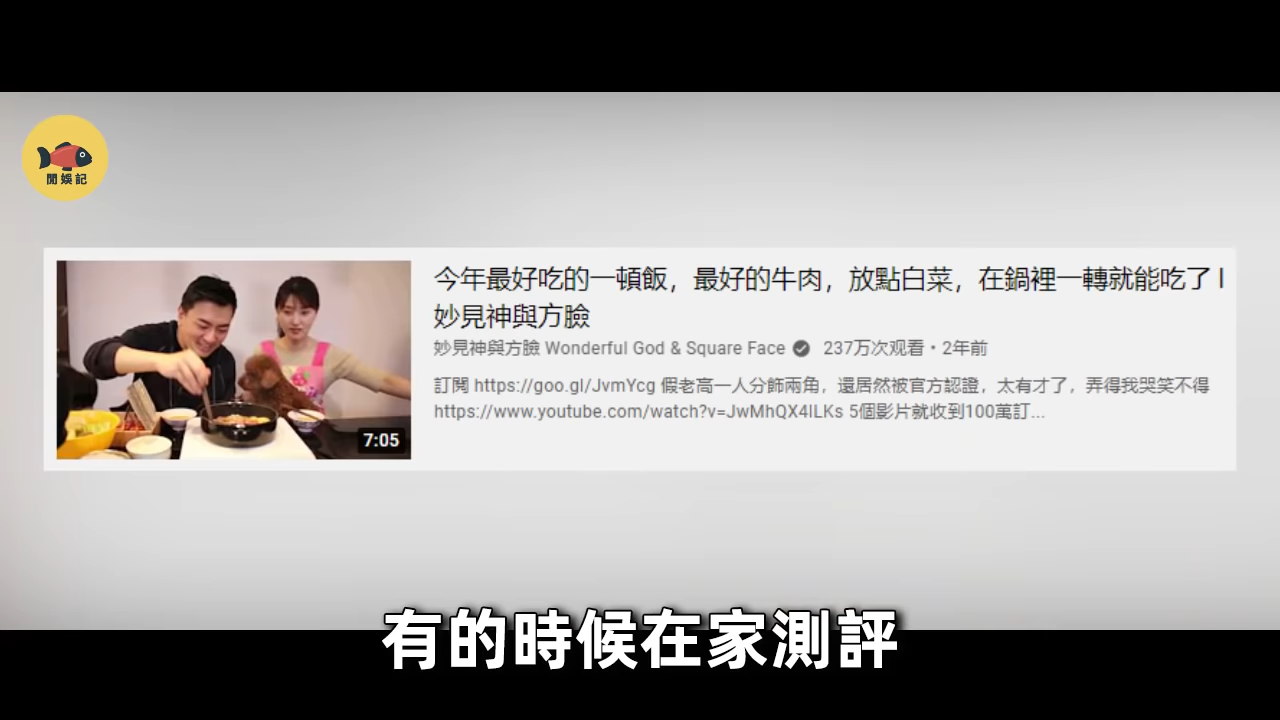 閒娛記
今年最好吃的一頓飯，最好的牛肉，放點白菜，在鍋裡一轉就能吃了 |
妙見神與方臉
妙見神與方臉 Wonderful God & Square Face 237万次观看・2年前
訂閱 https://goo.gl/JvmYcg 假老高一人分飾兩角，還居然被官方認證，太有才了，弄得我哭笑不得
https://www.youtube.com/watch?v=JwMhQX4lLKs 5個影片就收到100萬訂...
7:05
有的時候在家測評